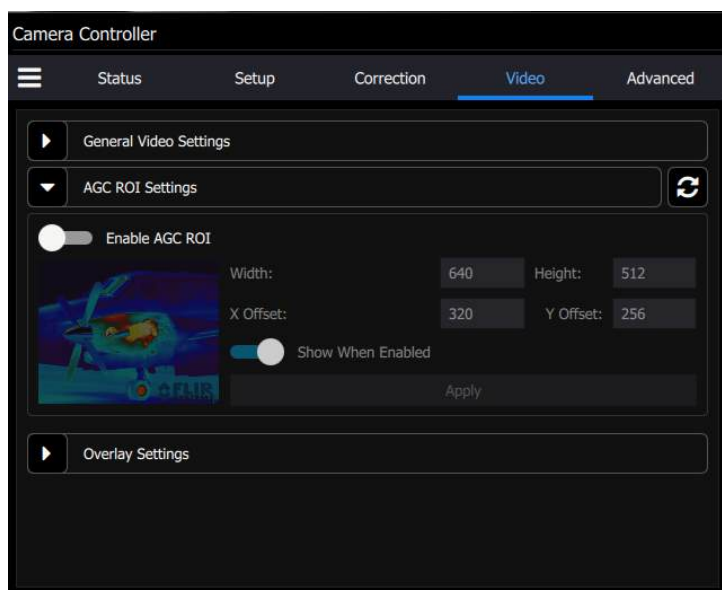 Camera Controller
Status Setup Correction Video Advanced
General Video Settings
AGC ROI Settings
Enable AGC ROI
Width: 640 Height: 512
X Offset: 320 Y Offset: 256
Show When Enabled
Apply
FLIR
Overlay Settings